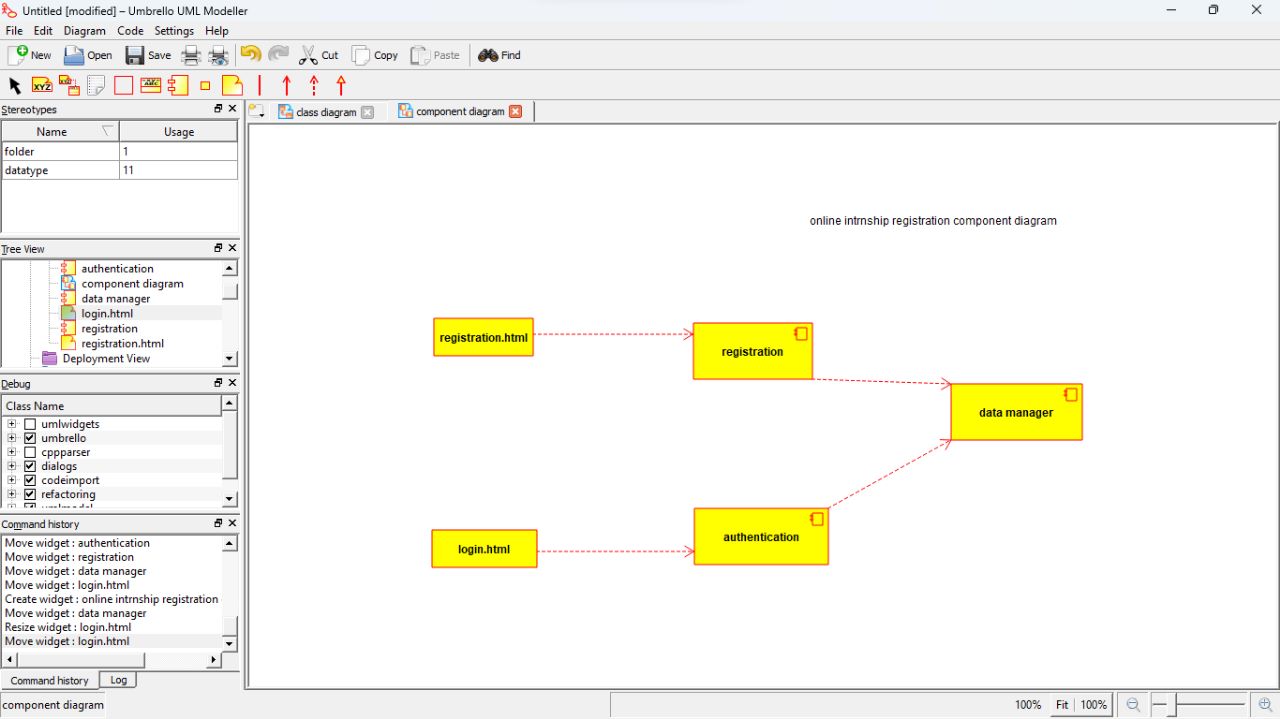 Untitled [modified] – Umbrello UML Modeller
File Edit Diagram Code Settings Help
New Open Save Cut Copy Paste Find
XYZ XYZ ABC
Stereotypes
Name Usage
folder 1
datatype 11
Tree View
authentication
component diagram
data manager
login.html
registration
registration.html
Deployment View
Debug
Class Name
umlwidgets
umbrello
cppparser
dialogs
codeimport
refactoring
umlmodel
Command history
Move widget : authentication
Move widget : registration
Move widget : data manager
Move widget : login.html
Create widget : online intrnship registration
Move widget : data manager
Resize widget : login.html
Move widget : login.html
Command history Log
component diagram
class diagram component diagram
online intrnship registration component diagram
registration.html
registration
data manager
login.html
authentication
100% Fit 100%